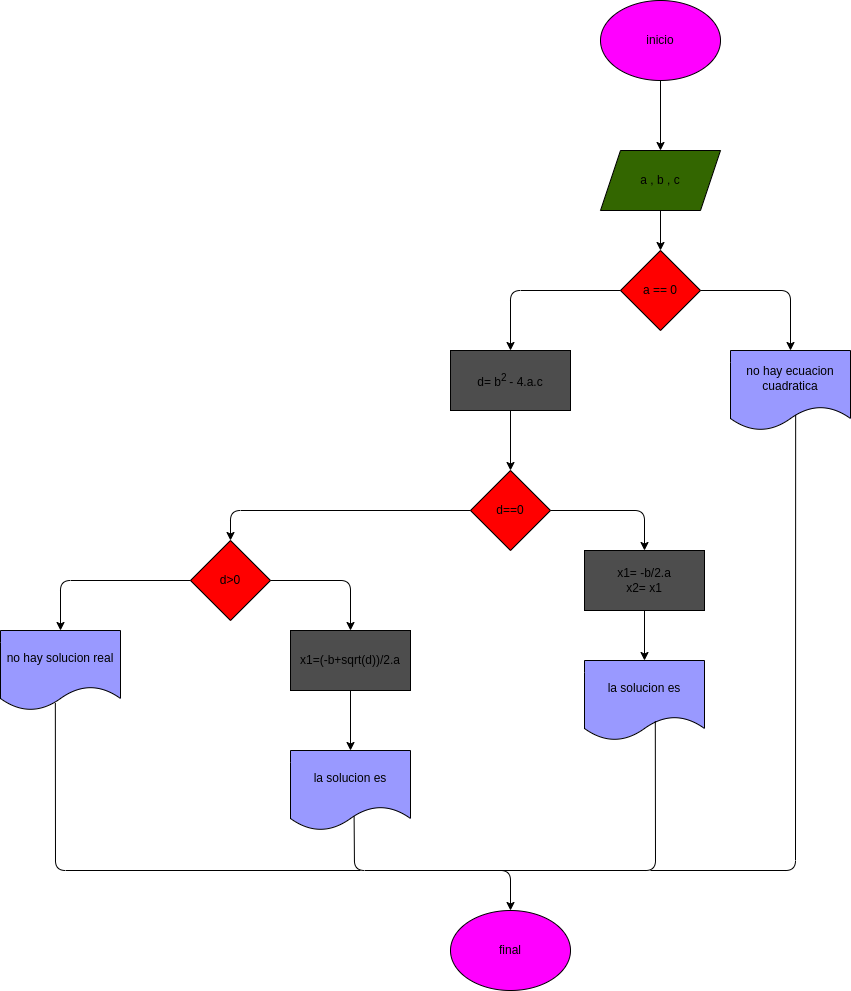 inicio
a , b , c
a == 0
d= b² - 4.a.c
no hay ecuacion
cuadratica
d==0
d>0
x1= -b/2.a
x2= x1
no hay solucion real
x1=(-b+sqrt(d))/2.a
la solucion es
la solucion es
final